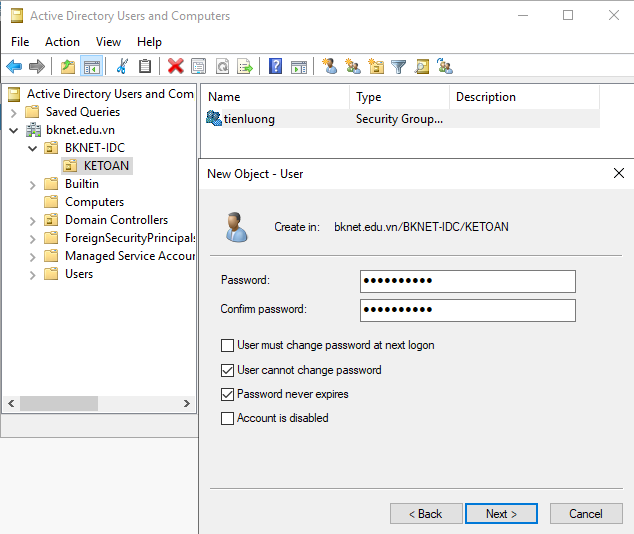 Active Directory Users and Computers
File Action View Help
Active Directory Users and Com
Saved Queries
bknet.edu.vn
BKNET-IDC
KETOAN
Builtin
Computers
Domain Controllers
ForeignSecurityPrincipals
Managed Service Accour
Users
Name Type Description
tienluong Security Group...
New Object - User
Create in: bknet.edu.vn/BKNET-IDC/KETOAN
Password: ●●●●●●●●●●
Confirm password: ●●●●●●●●●●
User must change password at next logon
User cannot change password
Password never expires
Account is disabled
< Back Next > Cancel